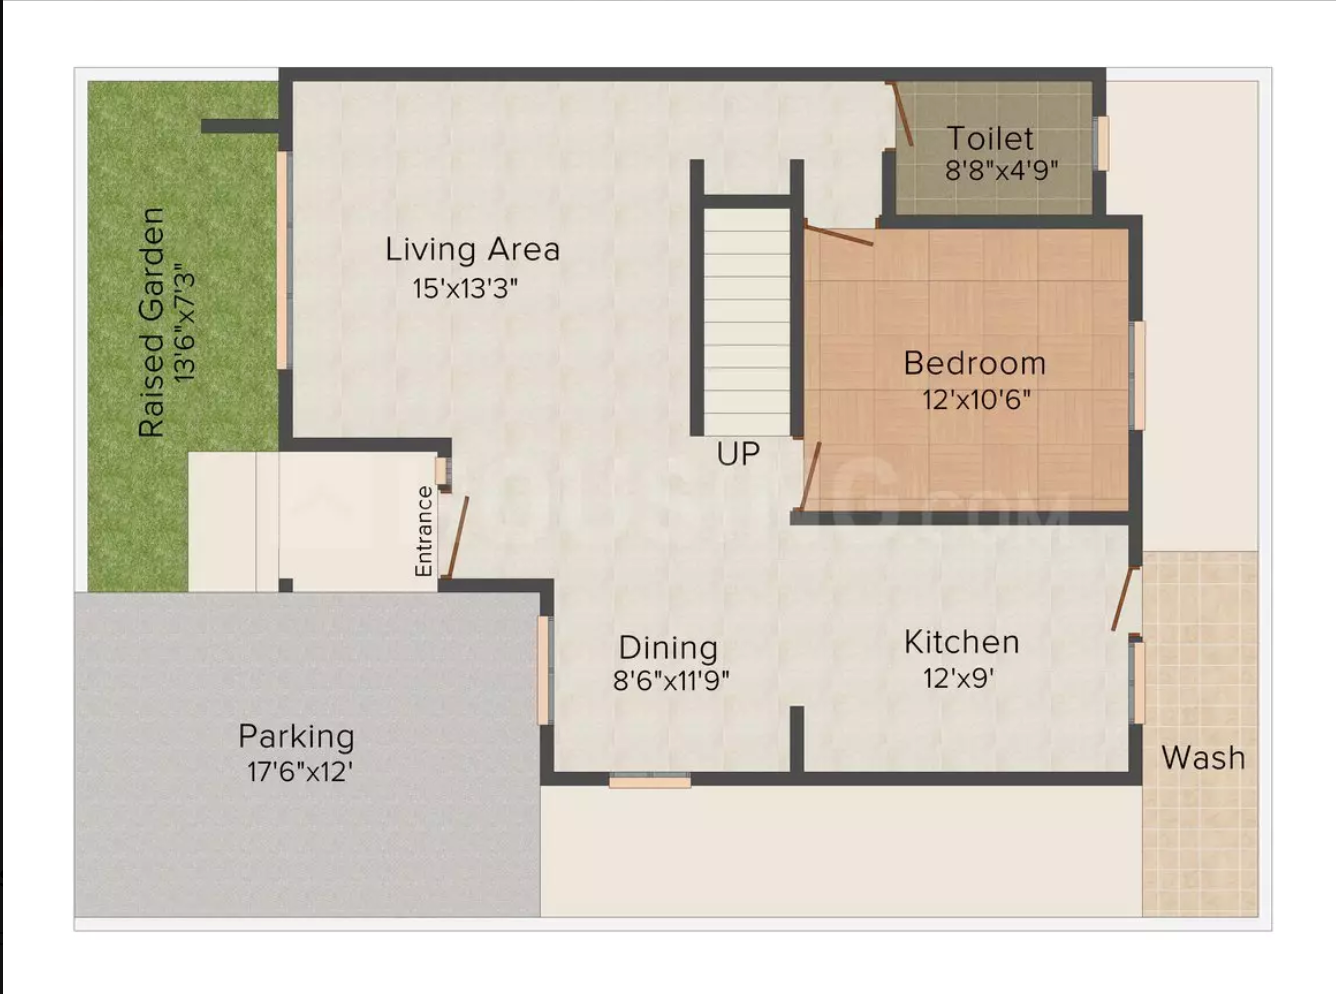 Toilet
8'8"x4'9"
Living Area
15'x13'3"
Raised Garden
13'6"x7'3"
Bedroom
12'x10'6"
UP
HOUSING.COM
Entrance
Dining
8'6"x11'9"
Kitchen
12'x9'
Parking
17'6"x12'
Wash